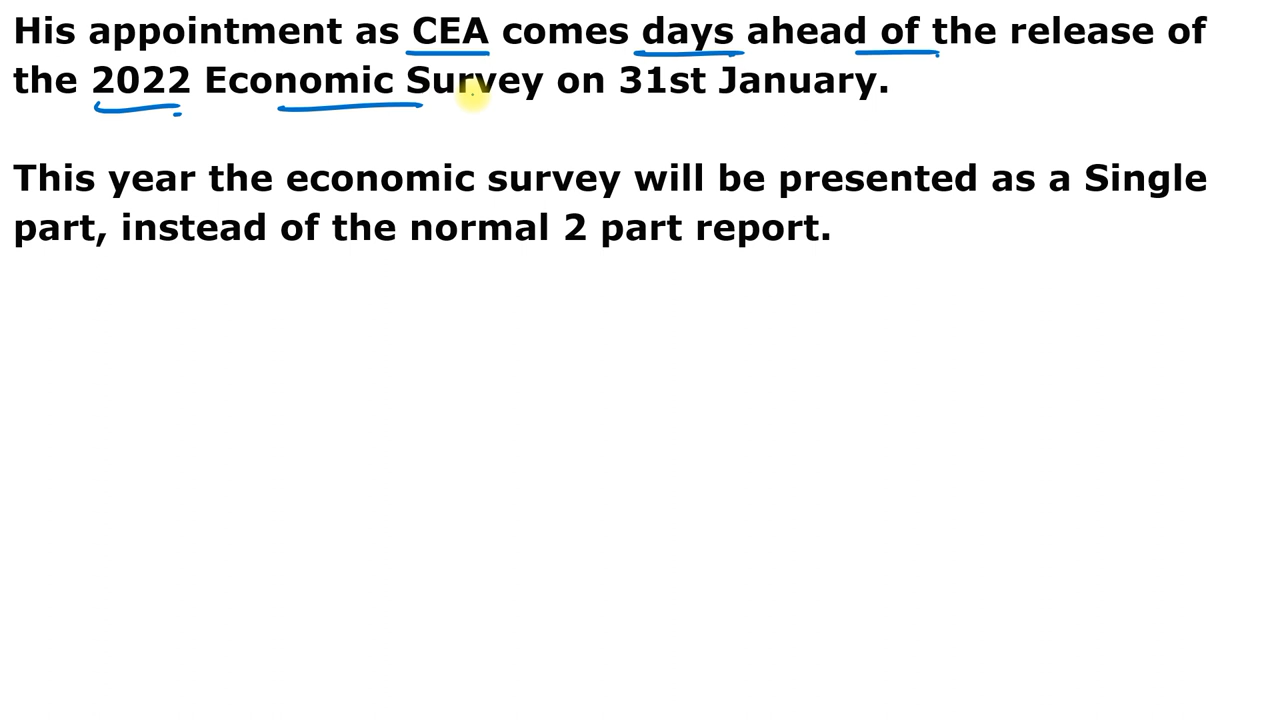 His appointment as CEA comes days ahead of the release of
the 2022 Economic Survey on 31st January.
This year the economic survey will be presented as a Single
part, instead of the normal 2 part report.